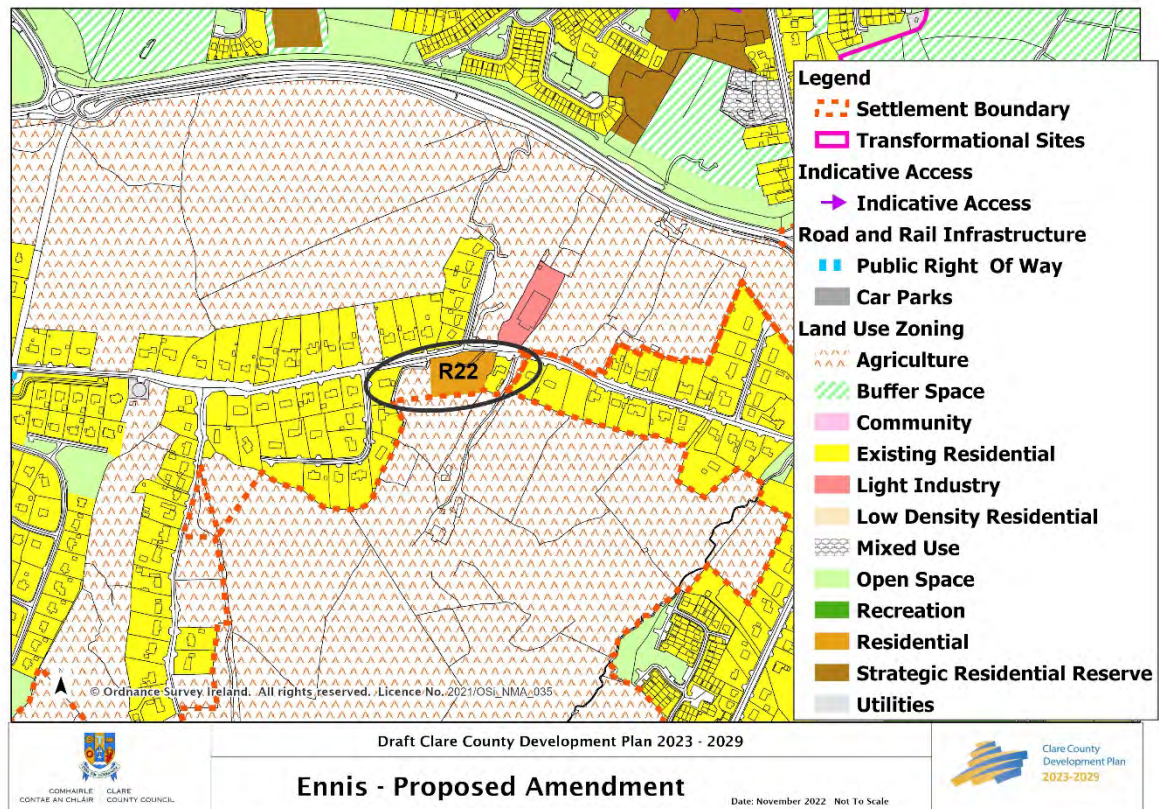 R22
Legend
Settlement Boundary
Transformational Sites
Indicative Access
Indicative Access
Road and Rail Infrastructure
Public Right Of Way
Car Parks
Land Use Zoning
Agriculture
Buffer Space
Community
Existing Residential
Light Industry
Low Density Residential
Mixed Use
Open Space
Recreation
Residential
Strategic Residential Reserve
Utilities
© Ordnance Survey Ireland. All rights reserved. Licence No. 2021/OSi_NMA_035
COMHAIRLE CLARE
CONTAE AN CHLÁIR COUNTY COUNCIL
Draft Clare County Development Plan 2023 - 2029
Ennis - Proposed Amendment
Date: November 2022 Not To Scale
Clare County
Development Plan
2023-2029